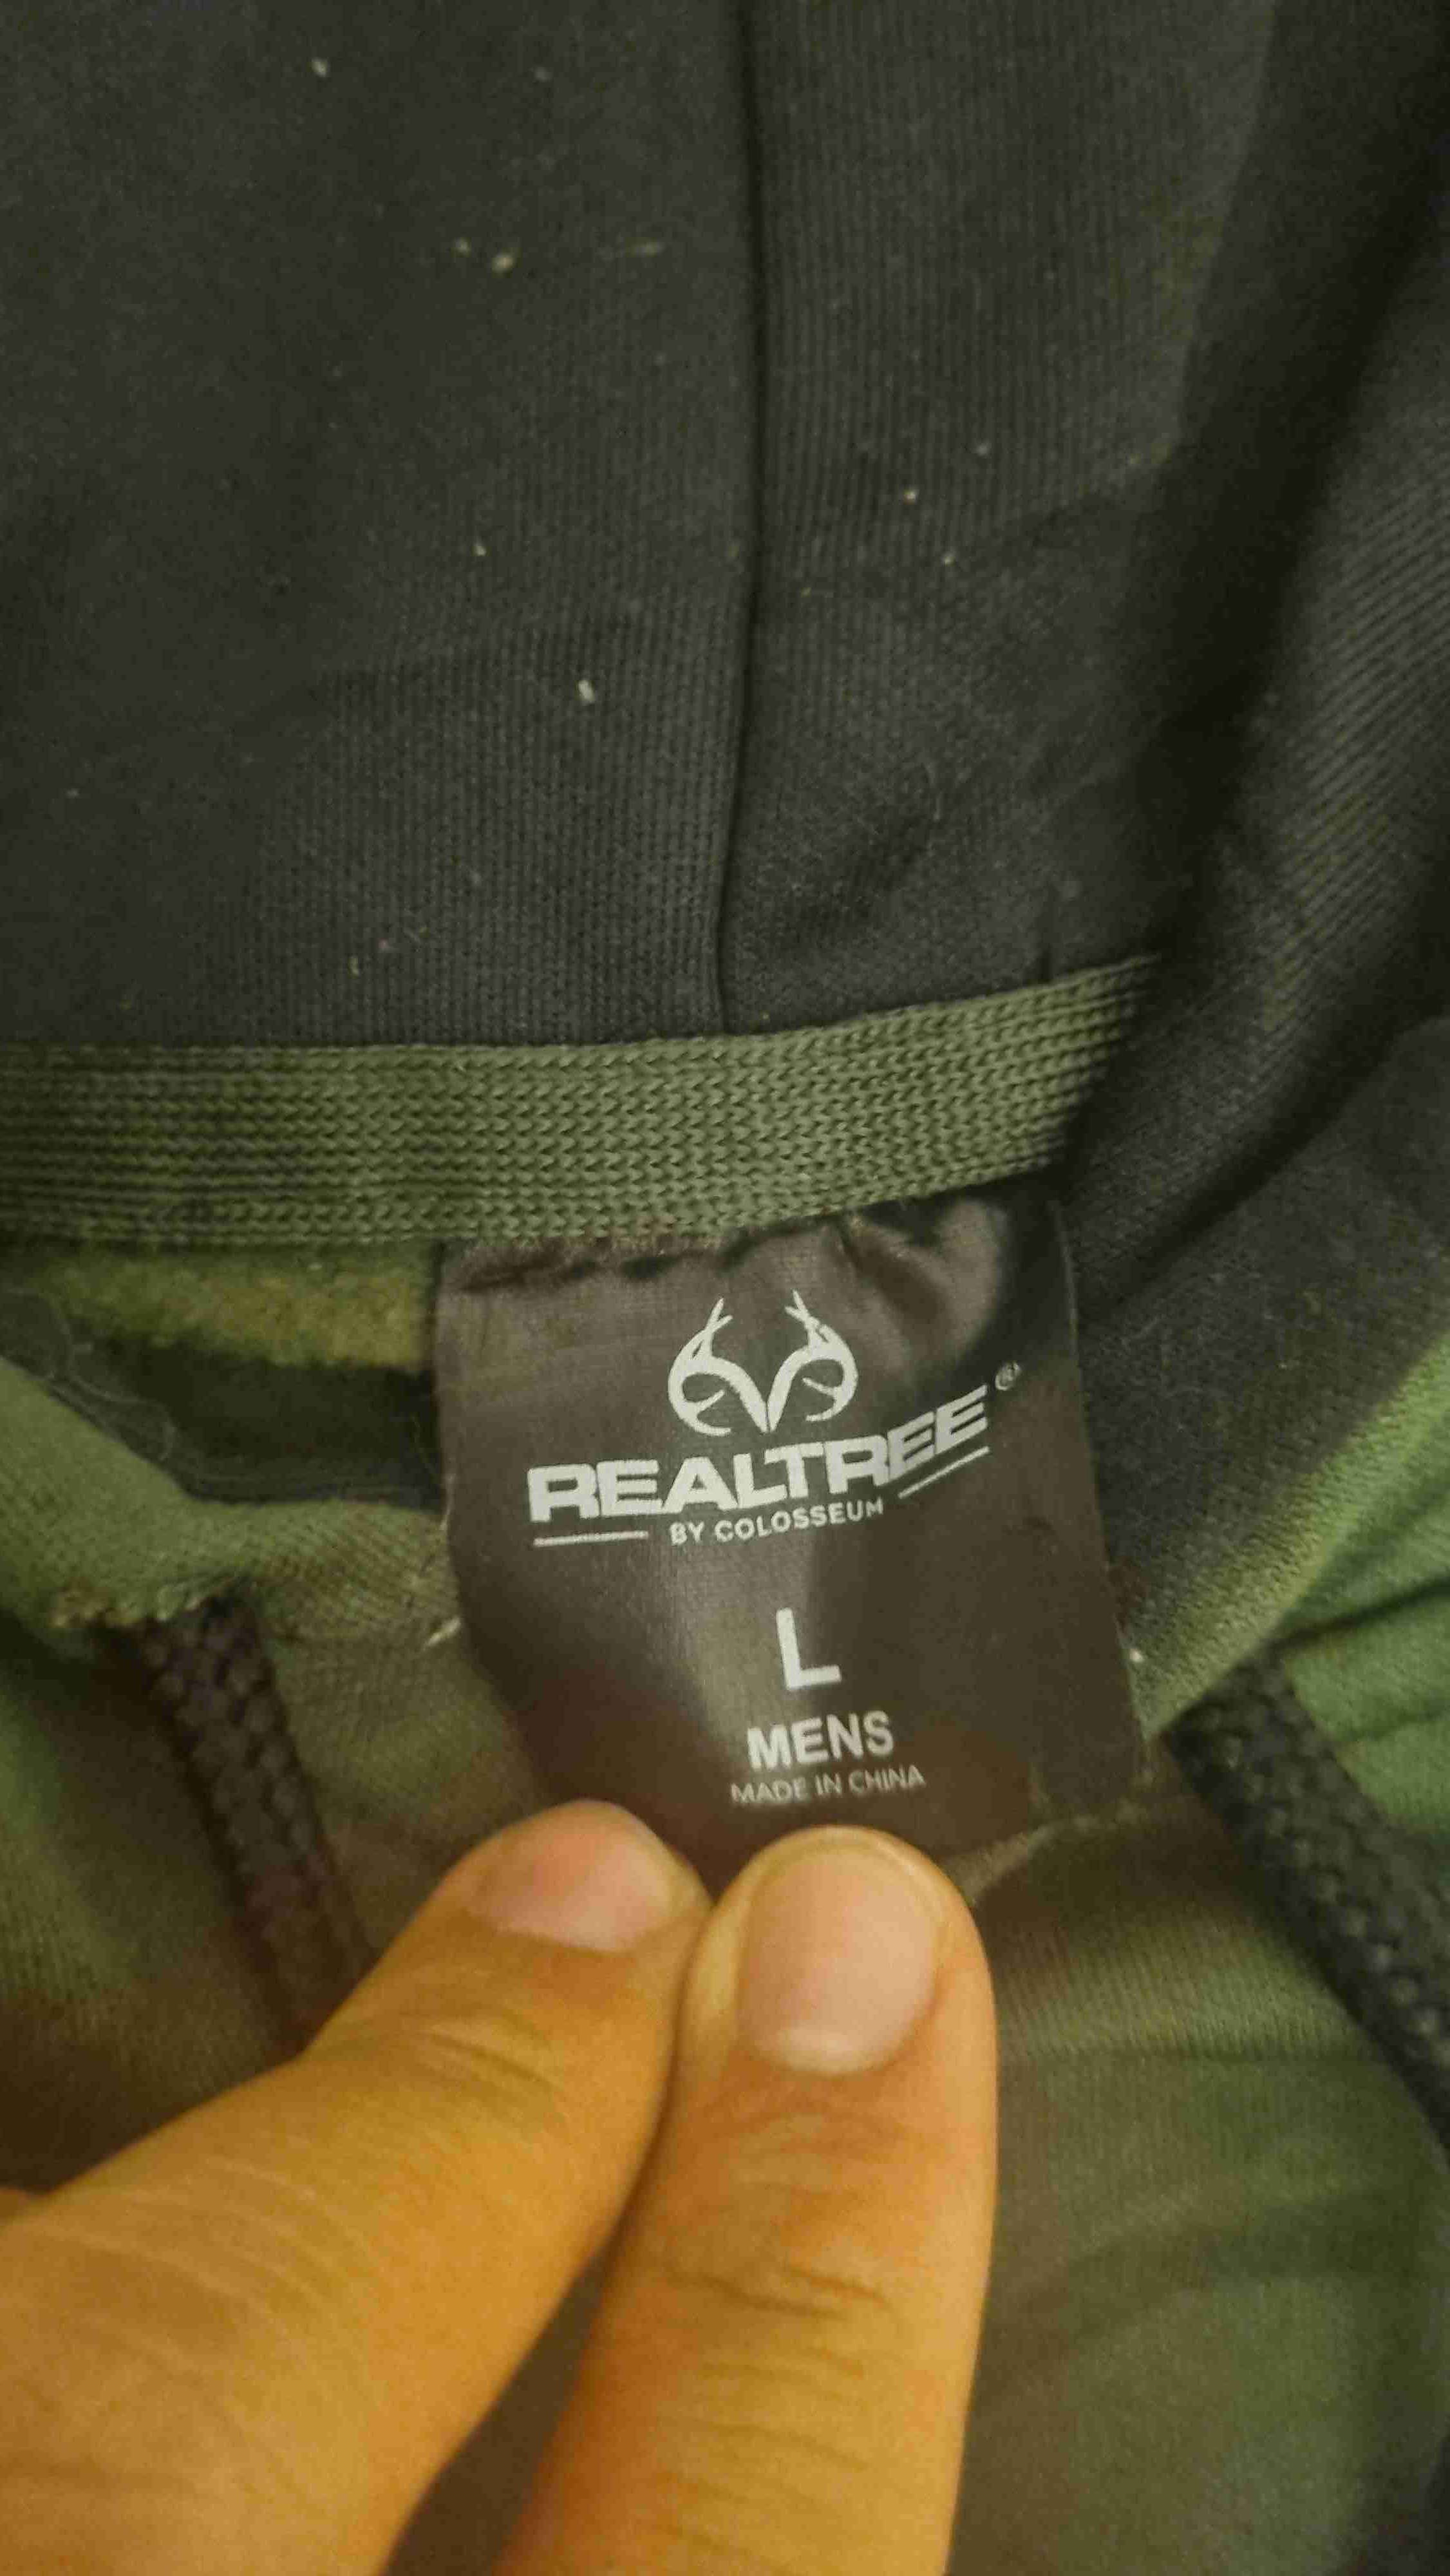 REALTREE®
BY COLOSSEUM
L
MENS
MADE IN CHINA